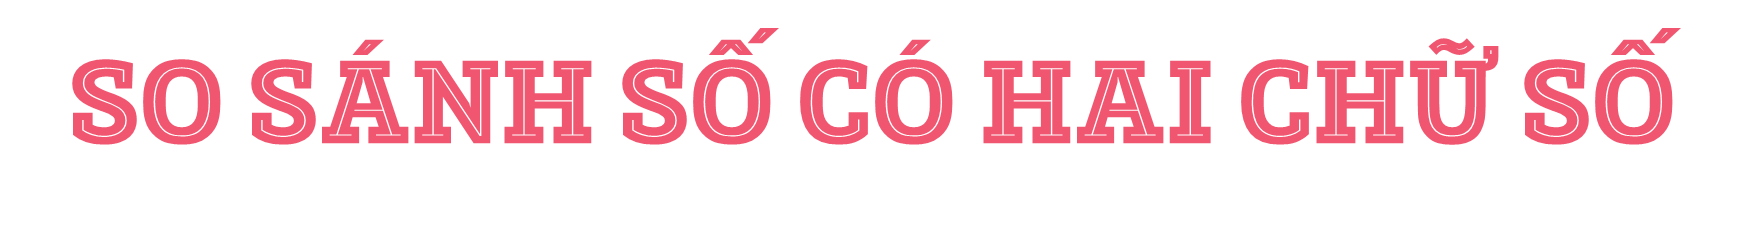 SO SÁNH SỐ CÓ HAI CHỮ SỐ